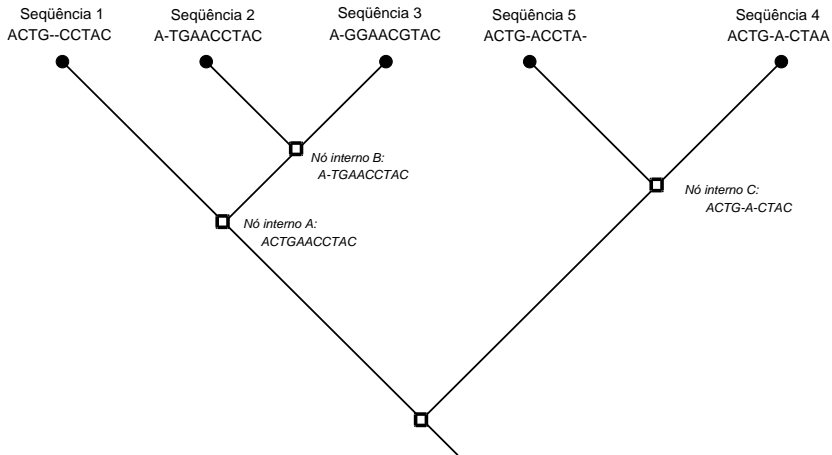 Seqüência 1
ACTG--CCTAC
Seqüência 2
A-TGAACCTAC
Seqüência 3
A-GGAACGTAC
Seqüência 5
ACTG-ACCTA-
Seqüência 4
ACTG-A-CTAA
Nó interno B:
A-TGAACCTAC
Nó interno C:
ACTG-A-CTAC
Nó interno A:
ACTGAACCTAC